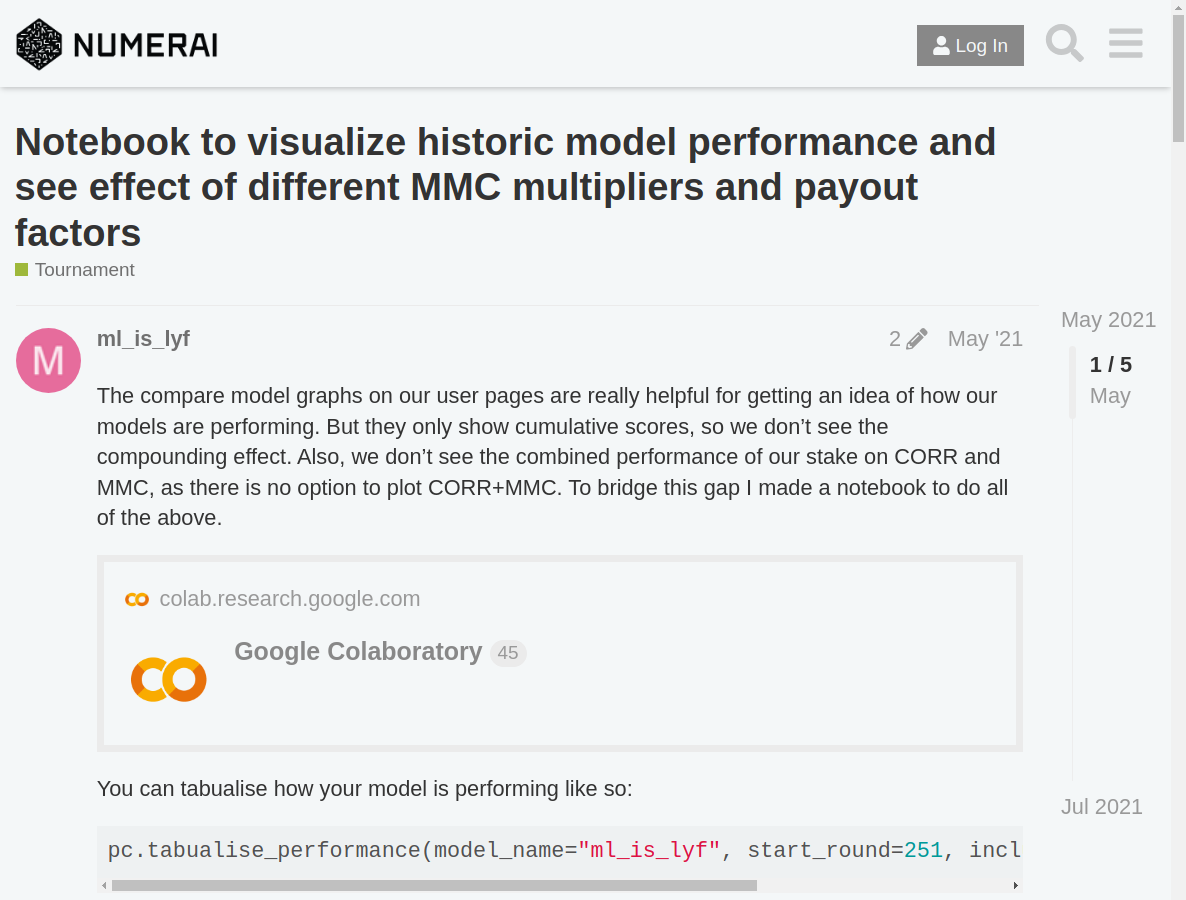 NUMERAI
Log In
Notebook to visualize historic model performance and
see effect of different MMC multipliers and payout
factors
Tournament
ml_is_lyf
2
May '21
May 2021
1 / 5
May
M
The compare model graphs on our user pages are really helpful for getting an idea of how our
models are performing. But they only show cumulative scores, so we don’t see the
compounding effect. Also, we don’t see the combined performance of our stake on CORR and
MMC, as there is no option to plot CORR+MMC. To bridge this gap I made a notebook to do all
of the above.
colab.research.google.com
Google Colaboratory 45
You can tabualise how your model is performing like so:
Jul 2021
pc.tabualise_performance(model_name="ml_is_lyf", start_round=251, incl